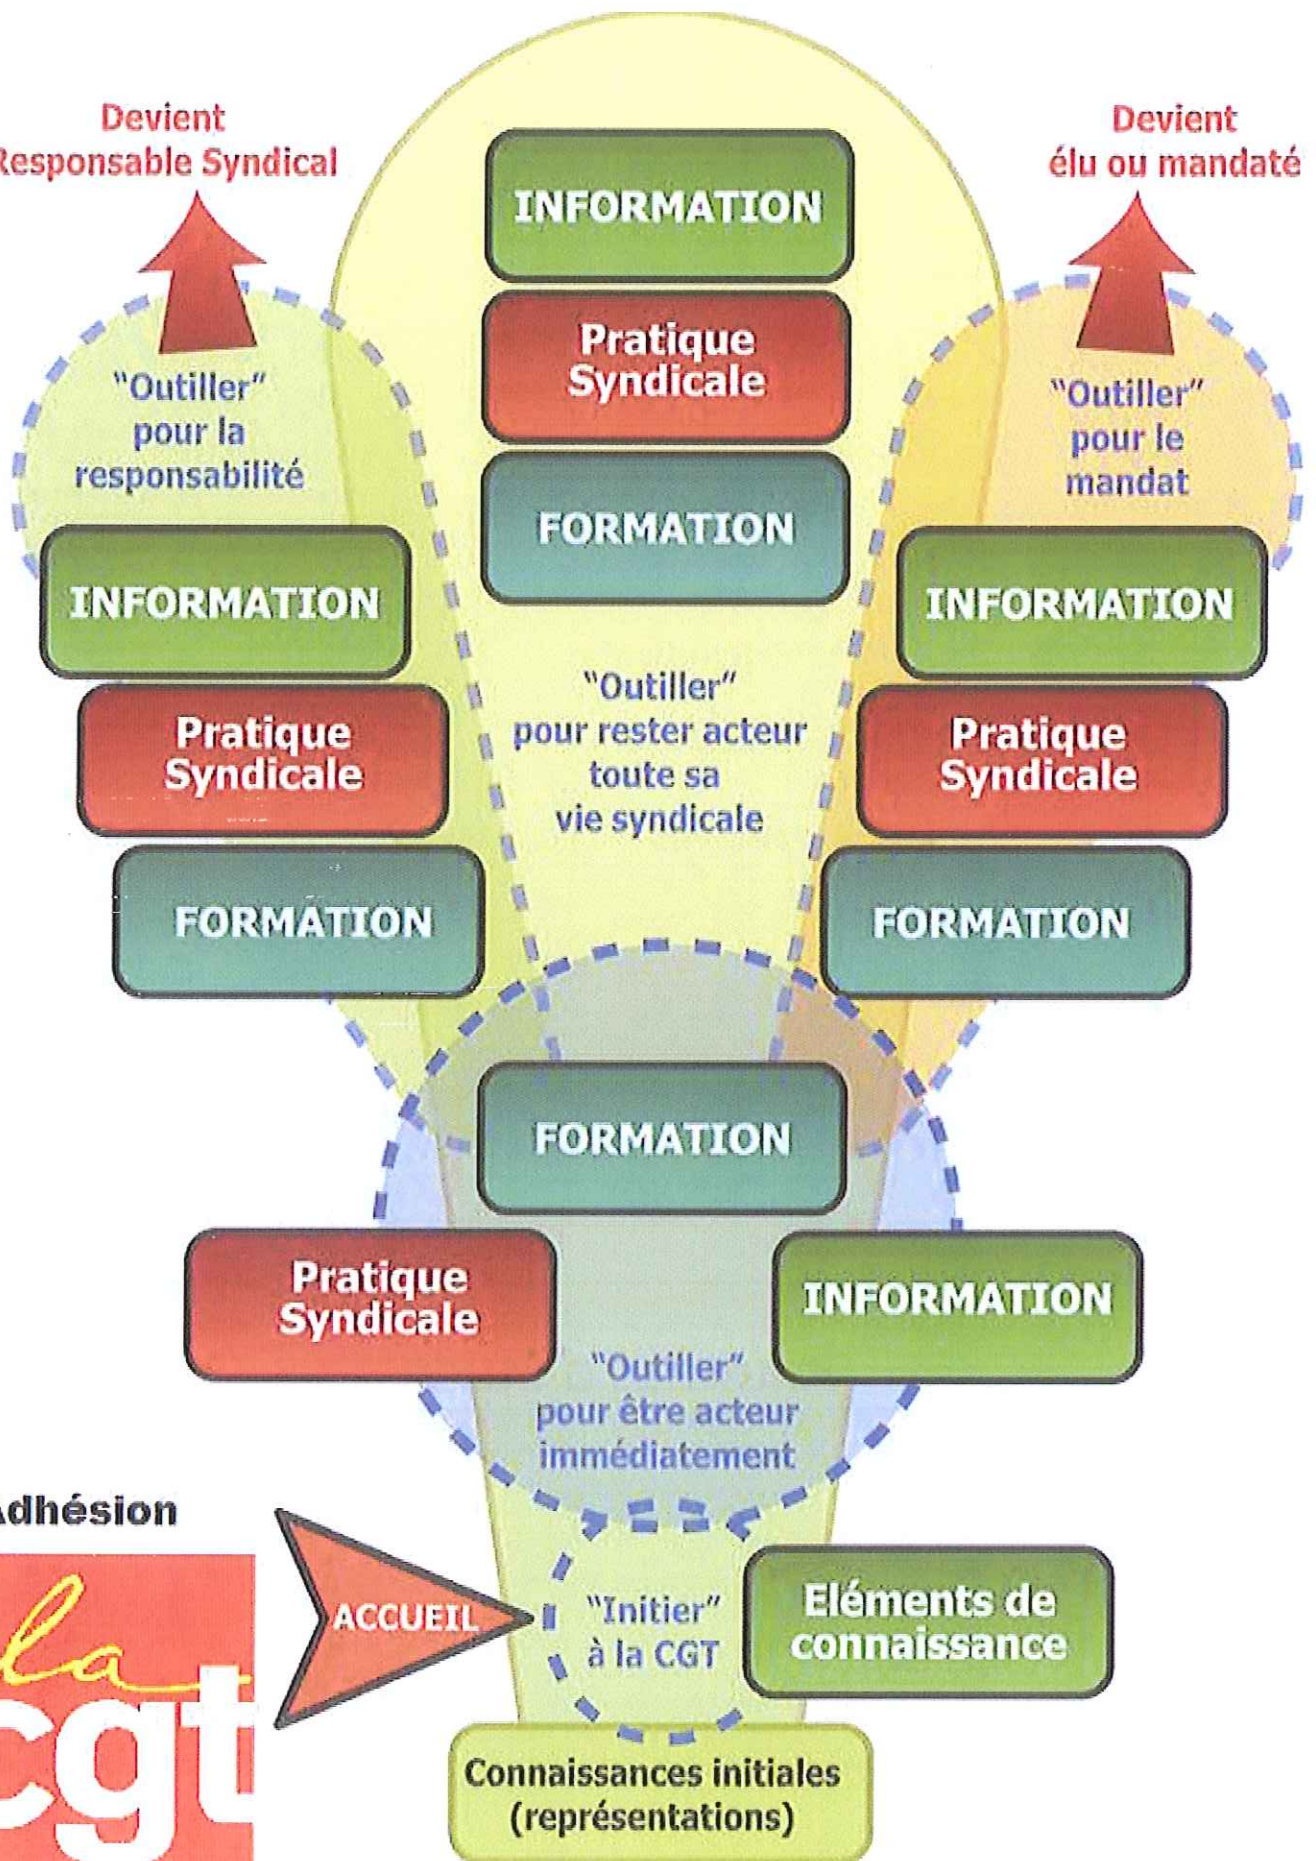 Devient
Responsable Syndical
Devient
élu ou mandaté
INFORMATION
Pratique
Syndicale
FORMATION
"Outiller"
pour la
responsabilité
"Outiller"
pour le
mandat
INFORMATION
Pratique
Syndicale
FORMATION
"Outiller"
pour rester acteur
toute sa
vie syndicale
INFORMATION
Pratique
Syndicale
FORMATION
FORMATION
Pratique
Syndicale
INFORMATION
"Outiller"
pour être acteur
immédiatement
Adhésion
la
cgt
ACCUEIL
"Initier"
à la CGT
Eléments de
connaissance
Connaissances initiales
(représentations)